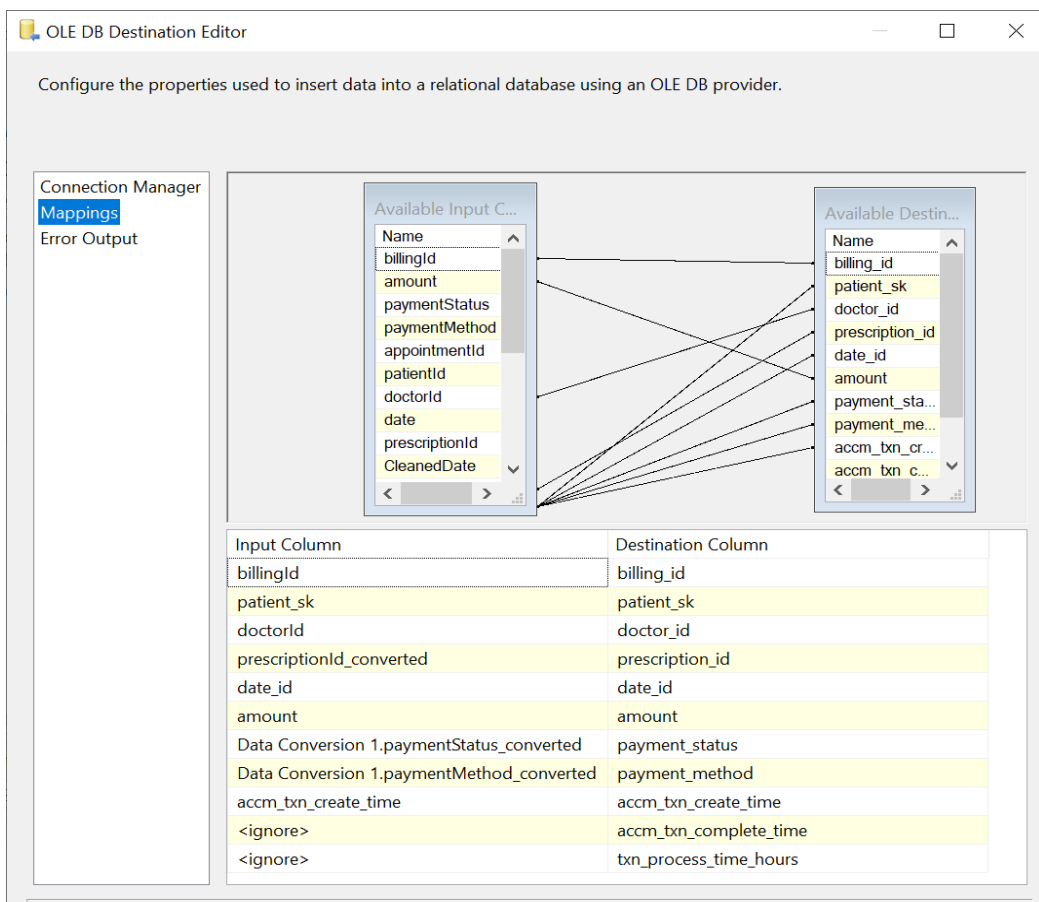 OLE DB Destination Editor
Configure the properties used to insert data into a relational database using an OLE DB provider.
Connection Manager
Mappings
Error Output
Available Input C...
Name
billingId
amount
paymentStatus
paymentMethod
appointmentId
patientId
doctorId
date
prescriptionId
CleanedDate
Available Destin...
Name
billing_id
patient_sk
doctor_id
prescription_id
date_id
amount
payment_sta...
payment_me...
accm_txn_cr...
accm_txn_c...
Input Column Destination Column
billingId billing_id
patient_sk patient_sk
doctorId doctor_id
prescriptionId_converted prescription_id
date_id date_id
amount amount
Data Conversion 1.paymentStatus_converted payment_status
Data Conversion 1.paymentMethod_converted payment_method
accm_txn_create_time accm_txn_create_time
<ignore> accm_txn_complete_time
<ignore> txn_process_time_hours